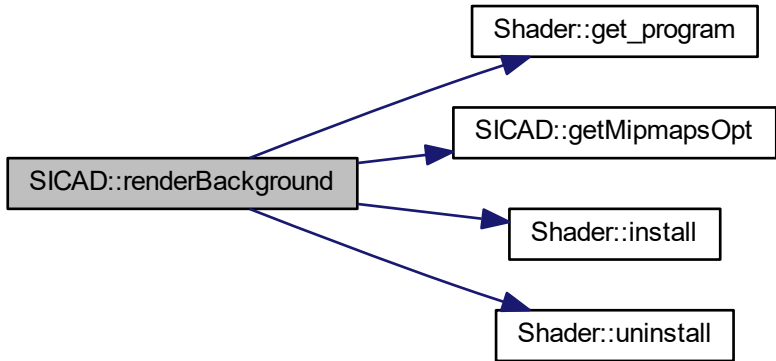 Shader::get_program
SICAD::getMipmapsOpt
SICAD::renderBackground
Shader::install
Shader::uninstall